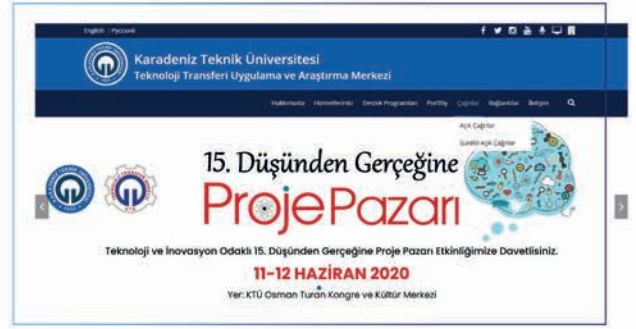 English | Русский
Karadeniz Teknik Üniversitesi
Teknoloji Transferi Uygulama ve Araştırma Merkezi
Hakkımızda Hizmetlerimiz Destek Programları Portföy Çağrılar Bağlantılar İletişim
Açık Çağrılar
Sürekli Açık Çağrılar
15. Düşünden Gerçeğine
Proje Pazarı
Teknoloji ve İnovasyon Odaklı 15. Düşünden Gerçeğine Proje Pazarı Etkinliğimize Davetlisiniz.
11-12 HAZİRAN 2020
Yer: KTÜ Osman Turan Kongre ve Kültür Merkezi